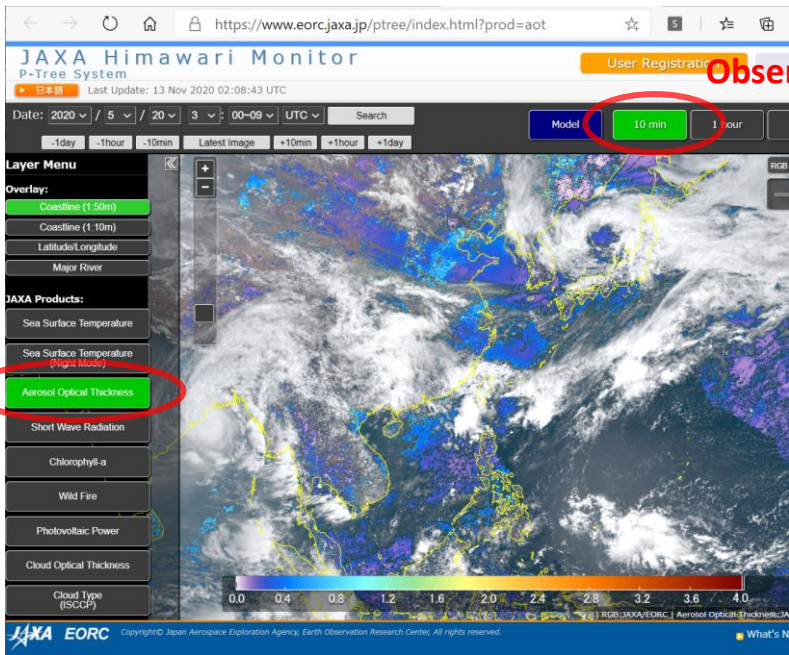 https://www.eorc.jaxa.jp/ptree/index.html?prod=aot
S
JAXA Himawari Monitor
P-Tree System
User Registration
Obser
日本語 Last Update: 13 Nov 2020 02:08:43 UTC
Date: 2020 / 5 / 20 3 : 00-09 UTC Search
Model 10 min 1 hour
-1day -1hour -10min Latest Image +10min +1hour +1day
Layer Menu
RGB
Overlay:
Coastline (1:50m)
Coastline (1:10m)
Latitude/Longitude
Major River
JAXA Products:
Sea Surface Temperature
Sea Surface Temperature
(Night Mode)
Aerosol Optical Thickness
Short Wave Radiation
Chlorophyll-a
Wild Fire
Photovoltaic Power
Cloud Optical Thickness
Cloud Type
(ISCCP)
0.0 0.4 0.8 1.2 1.6 2.0 2.4 2.8 3.2 3.6 4.0
| RGB:JAXA/EORC | Aerosol Optical Thickness:JA
JAXA EORC Copyright© Japan Aerospace Exploration Agency, Earth Observation Research Center, All rights reserved.
What's N